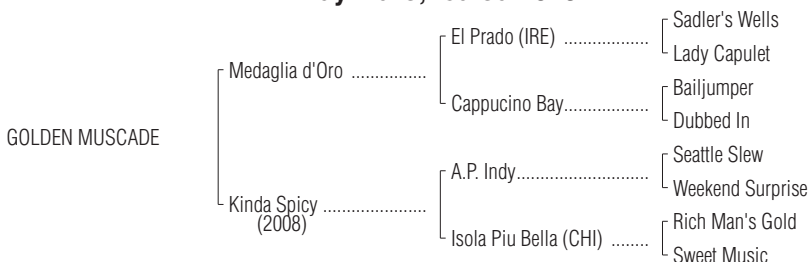 Sadler's Wells
El Prado (IRE) ..................
Lady Capulet
Medaglia d'Oro ................
Bailjumper
Cappucino Bay..................
Dubbed In
GOLDEN MUSCADE
Seattle Slew
A.P. Indy............................
Weekend Surprise
Kinda Spicy ......................
(2008)
Rich Man's Gold
Isola Piu Bella (CHI) ........
Sweet Music